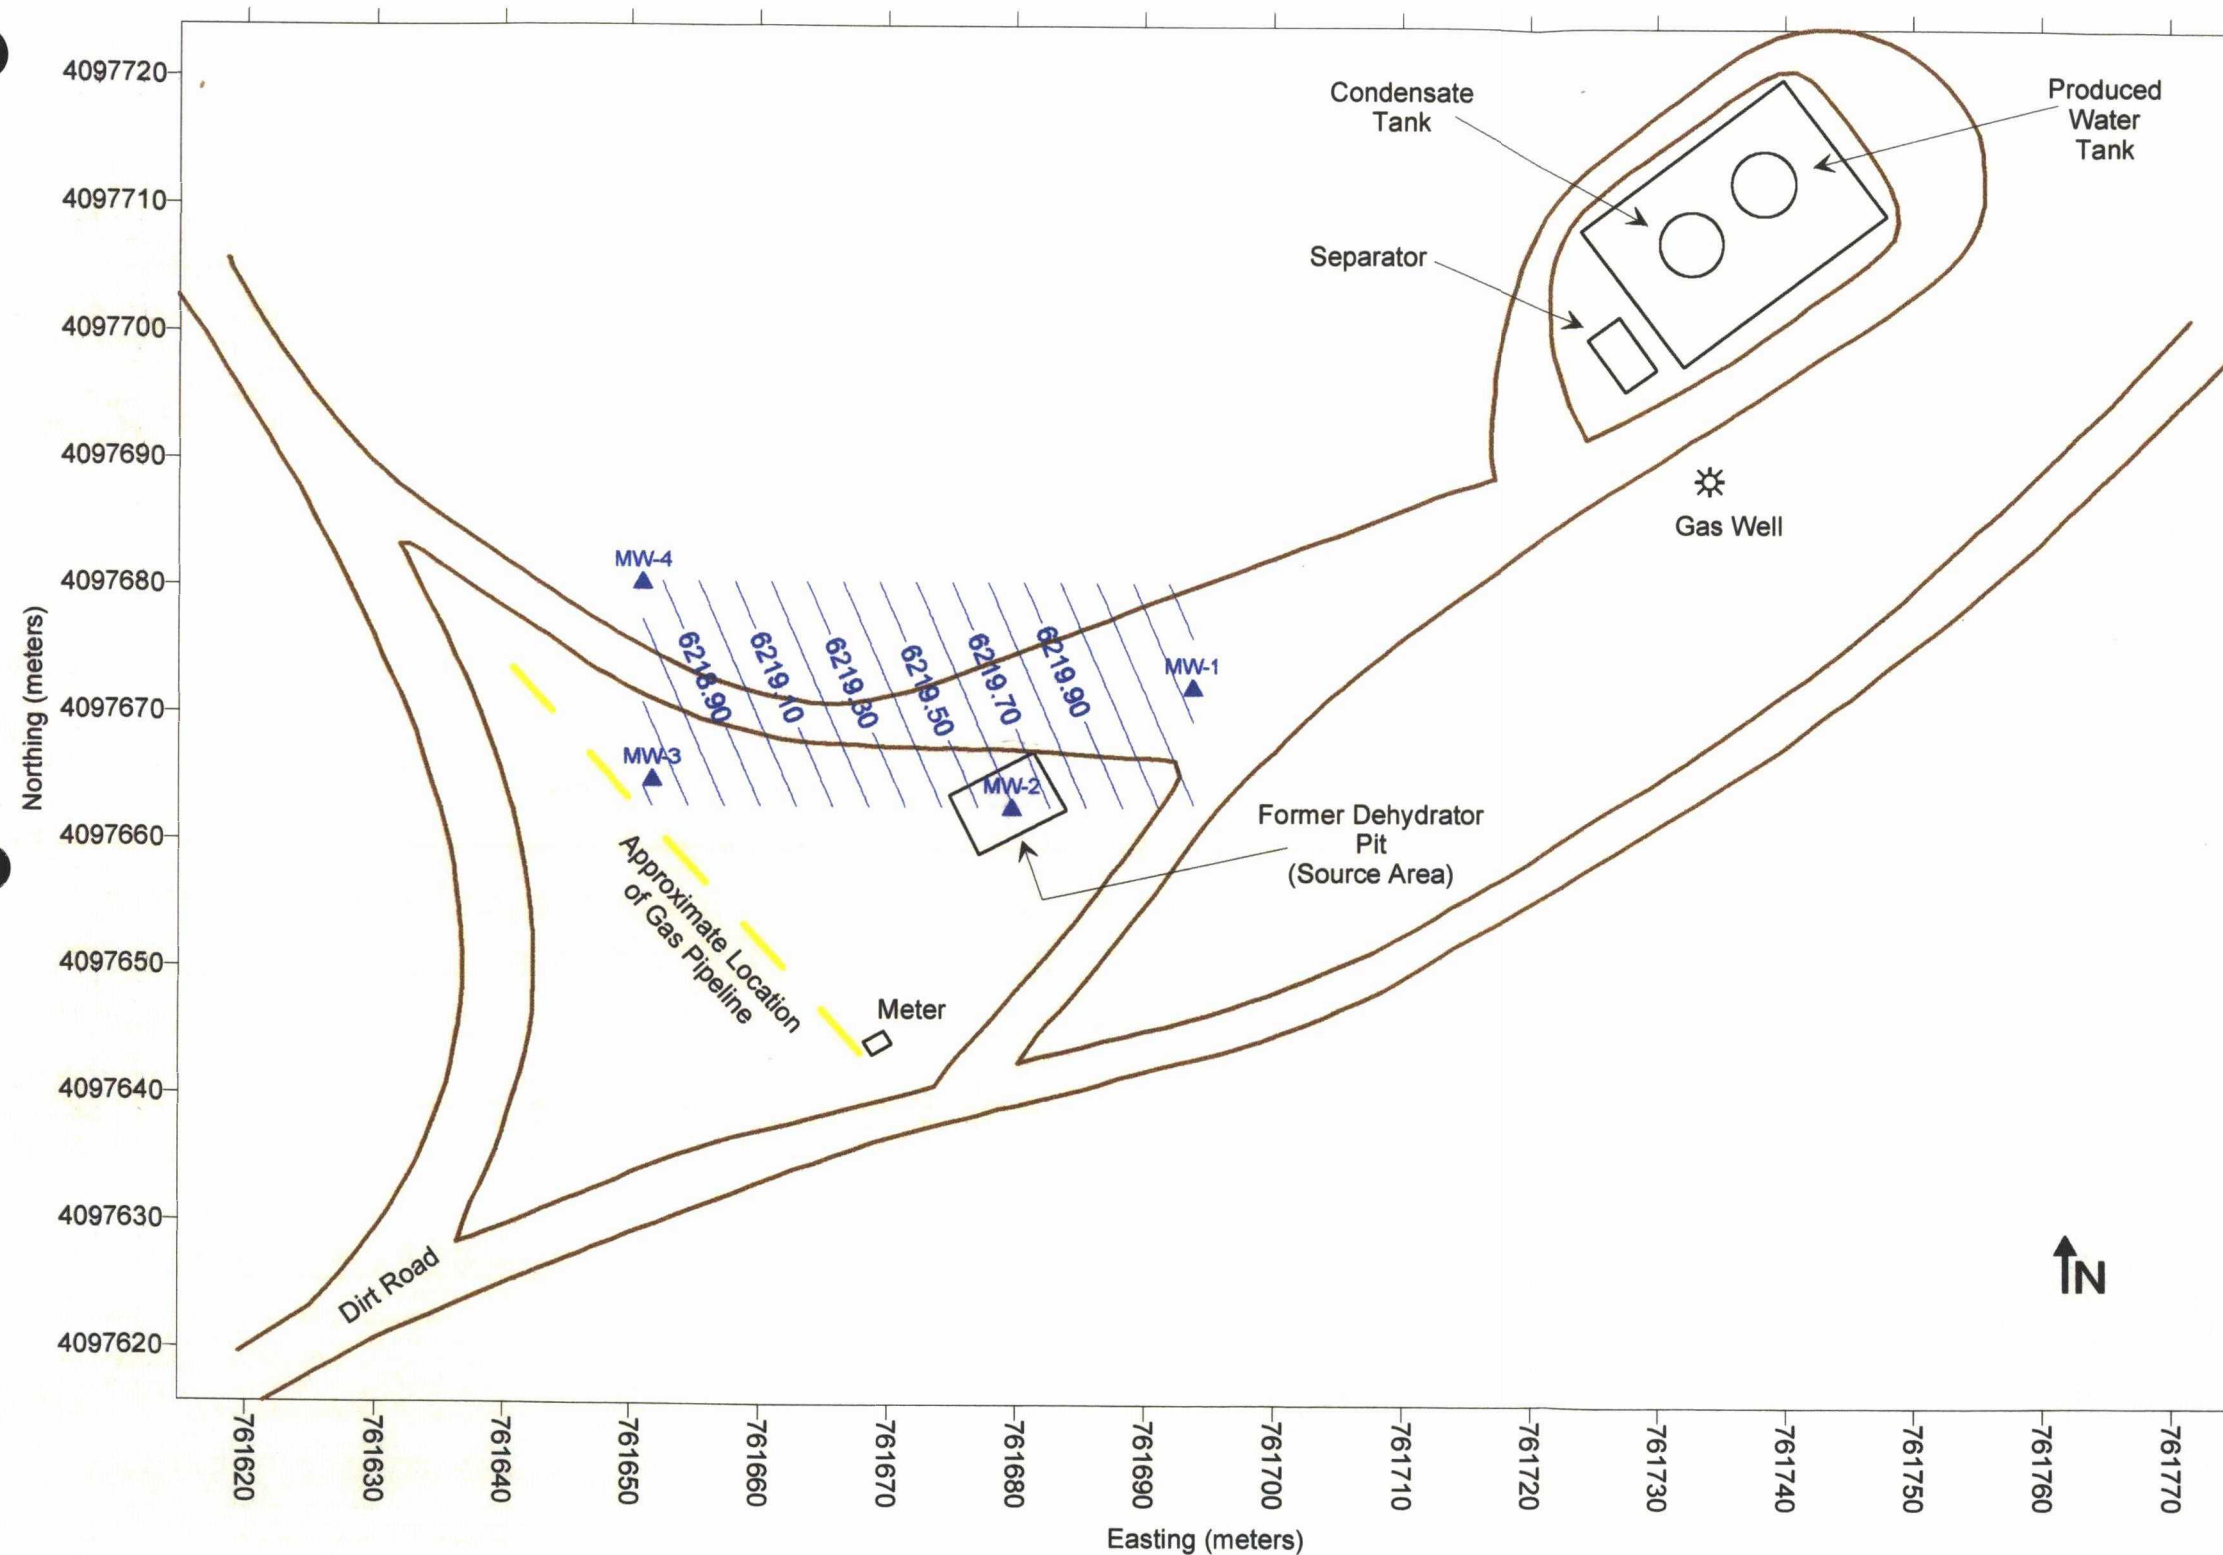 4097720
4097710
4097700
4097690
4097680
4097670
4097660
4097650
4097640
4097630
4097620
Northing (meters)
Condensate
Tank
Produced
Water
Tank
Separator
Gas Well
MW-4
6218.90
6219.10
6219.30
6219.50
6219.70
6219.90
MW-1
MW-3
MW-2
Former Dehydrator
Pit
(Source Area)
Approximate Location
of Gas Pipeline
Meter
Dirt Road
N
761620
761630
761640
761650
761660
761670
761680
761690
761700
761710
761720
761730
761740
761750
761760
761770
Easting (meters)